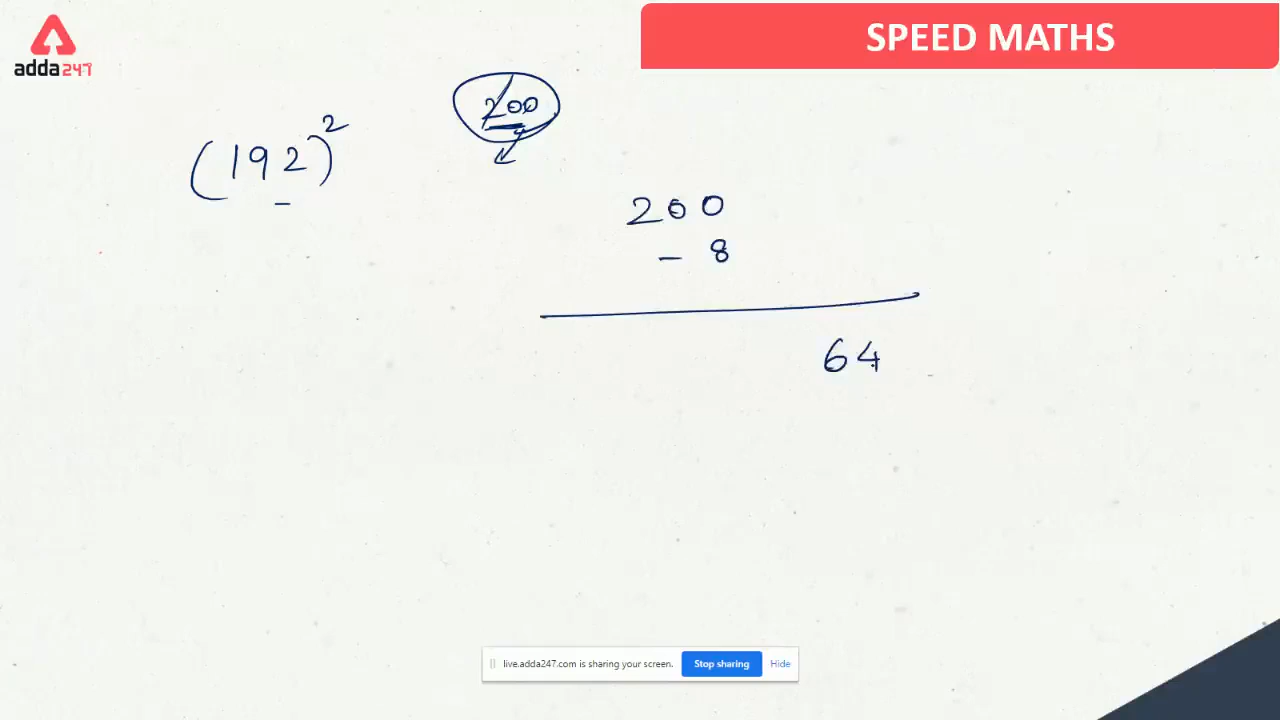 SPEED MATHS
adda247
200
(192)²
200
- 8
64
live.adda247.com is sharing your screen. Stop sharing Hide